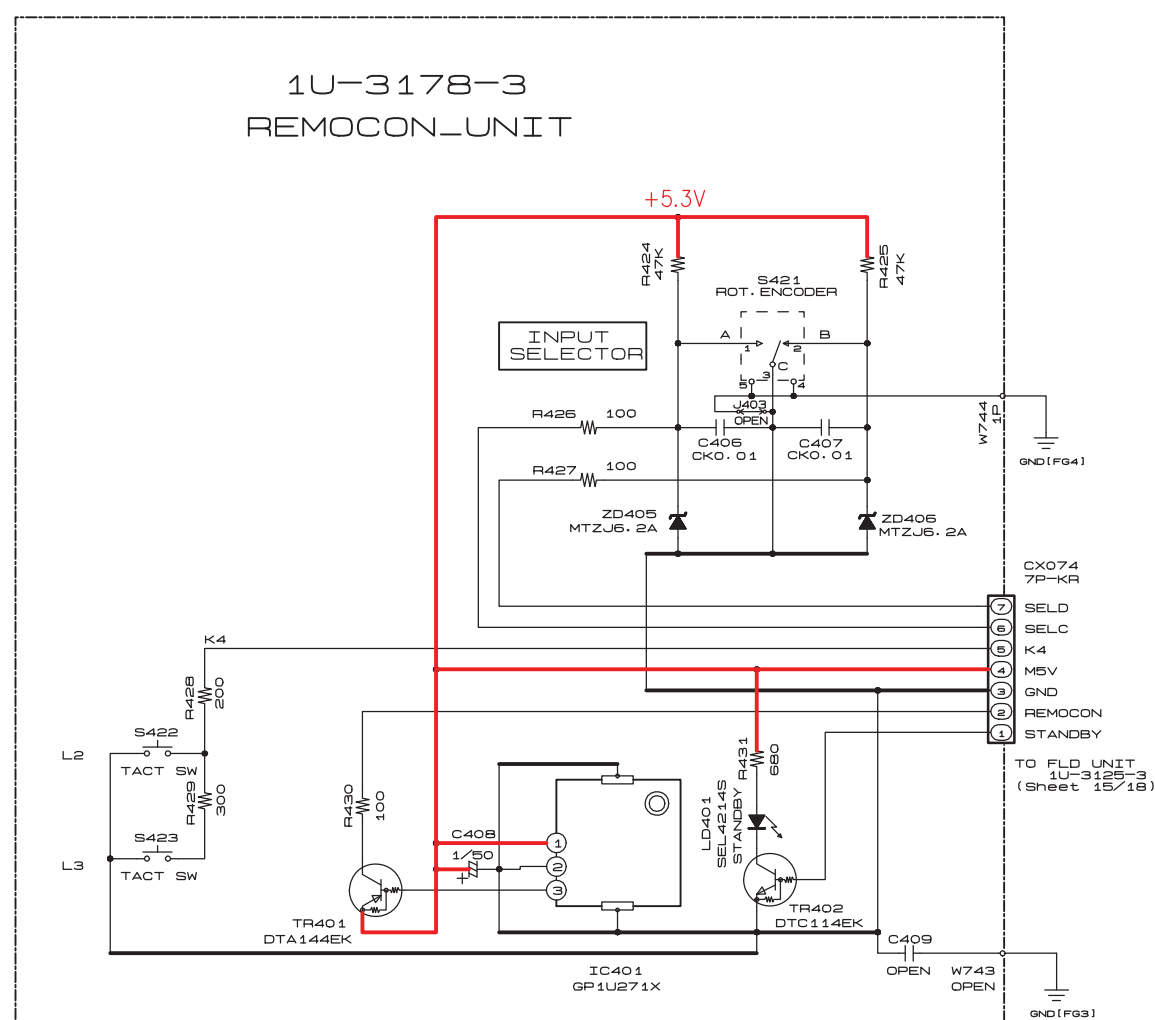 1U-3178-3
REMOCON_UNIT
+5.3V
R424
47K
R425
47K
S421
ROT. ENCODER
INPUT
SELECTOR
A
B
1
2
C
3
5
4
J403
OPEN
R426
100
C406
CK0.01
C407
CK0.01
W744
1P
GND[FG4]
R427
100
ZD405
MTZJ6.2A
ZD406
MTZJ6.2A
CX074
7P-KR
7
SELD
6
SELC
5
K4
4
M5V
3
GND
2
REMOCON
1
STANDBY
TO FLD UNIT
1U-3125-3
(Sheet 15/18)
K4
R428
200
S422
L2
TACT SW
R429
300
S423
L3
TACT SW
R430
100
C408
1/50
+
1
2
3
TR401
DTA144EK
IC401
GP1U271X
R431
680
LD401
SEL4214S
STANDBY
TR402
DTC114EK
C409
OPEN
W743
OPEN
GND[FG3]